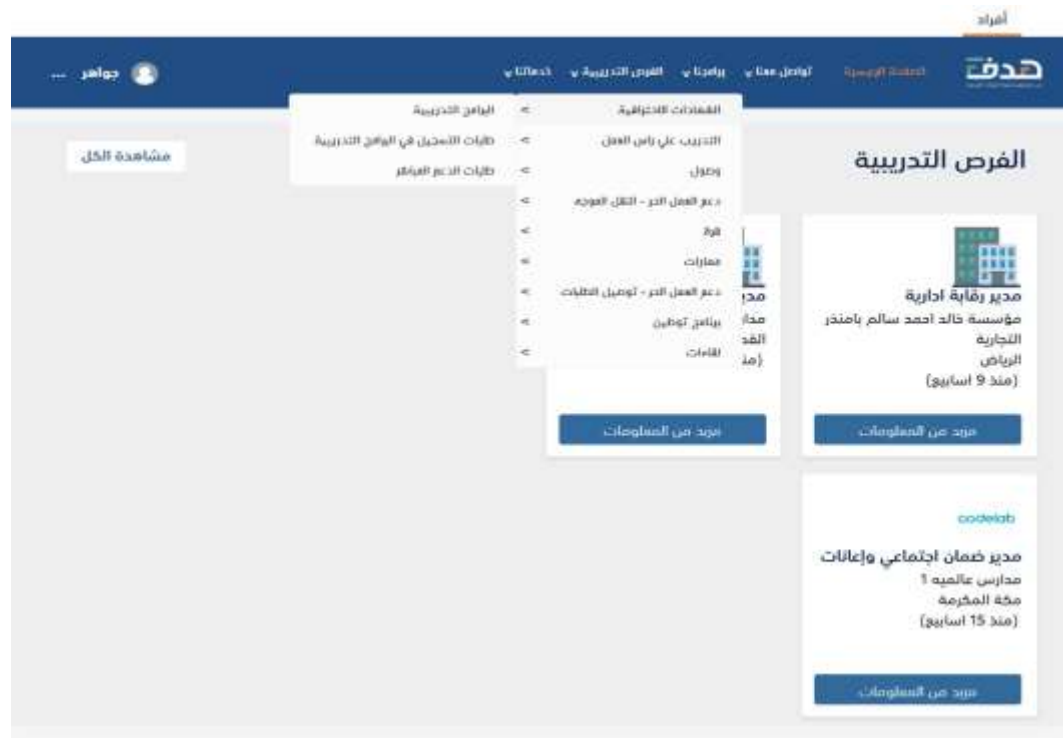 أفراد
هدف
الصفحة الرئيسية
تواصل معنا
برامجنا
الفرص التدريبية
خدماتنا
جواهر ...
الشهادات الاحترافية
التدريب على رأس العمل
وصول
دعم العمل الحر - النقل الموجه
قرة
ممارات
دعم العمل الحر - توصيل الطلبات
برنامج توطين
لقاءات
البرامج التدريبية
طلبات التسجيل في البرامج التدريبية
طلبات الدعم المباشر
الفرص التدريبية
مشاهدة الكل
مدير رقابة ادارية
مؤسسة خالد احمد سالم بامنذر
التجارية
الرياض
(منذ 9 اسابيع)
مزيد من المعلومات
مزيد من المعلومات
codelab
مدير ضمان اجتماعي وإعانات
مدارس عالميه 1
مكة المكرمة
(منذ 15 اسابيع)
مزيد من المعلومات